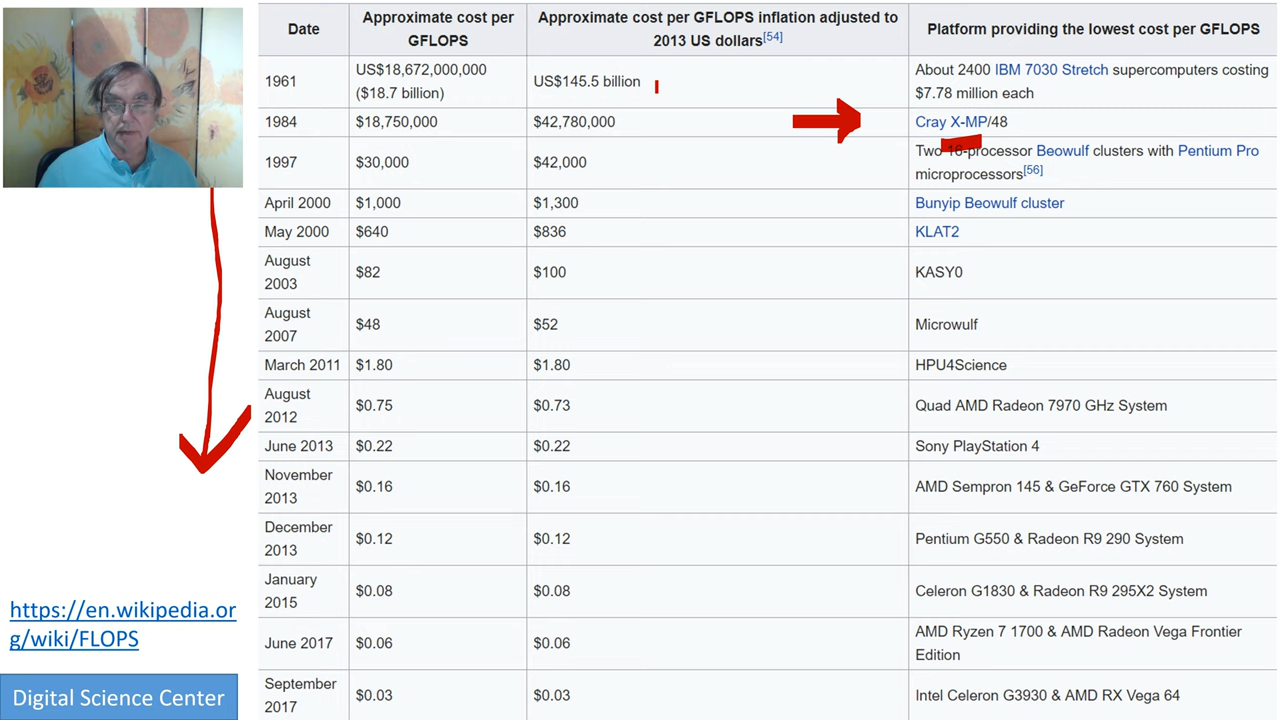 Date
Approximate cost per
GFLOPS
Approximate cost per GFLOPS inflation adjusted to
2013 US dollars[54]
Platform providing the lowest cost per GFLOPS
1961
US$18,672,000,000
($18.7 billion)
US$145.5 billion
About 2400 IBM 7030 Stretch supercomputers costing
$7.78 million each
1984
$18,750,000
$42,780,000
Cray X-MP/48
1997
$30,000
$42,000
Two 16-processor Beowulf clusters with Pentium Pro
microprocessors[56]
April 2000
$1,000
$1,300
Bunyip Beowulf cluster
May 2000
$640
$836
KLAT2
August
2003
$82
$100
KASY0
August
2007
$48
$52
Microwulf
March 2011
$1.80
$1.80
HPU4Science
August
2012
$0.75
$0.73
Quad AMD Radeon 7970 GHz System
June 2013
$0.22
$0.22
Sony PlayStation 4
November
2013
$0.16
$0.16
AMD Sempron 145 & GeForce GTX 760 System
December
2013
$0.12
$0.12
Pentium G550 & Radeon R9 290 System
January
2015
$0.08
$0.08
Celeron G1830 & Radeon R9 295X2 System
June 2017
$0.06
$0.06
AMD Ryzen 7 1700 & AMD Radeon Vega Frontier
Edition
September
2017
$0.03
$0.03
Intel Celeron G3930 & AMD RX Vega 64
https://en.wikipedia.or
g/wiki/FLOPS
Digital Science Center